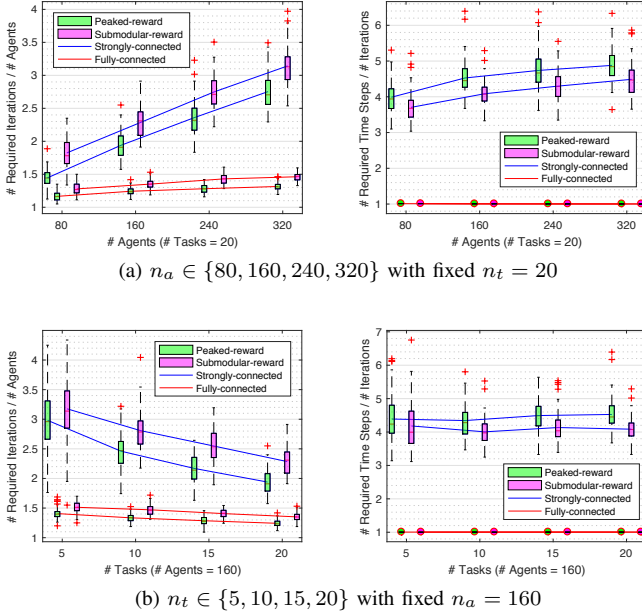 4
3.5
3
2.5
2
1.5
1
# Required Iterations / # Agents
Peaked-reward
Submodular-reward
Strongly-connected
Fully-connected
80
160
240
320
# Agents (# Tasks = 20)
6
5
4
3
2
1
# Required Time Steps / # Iterations
Peaked-reward
Submodular-reward
Strongly-connected
Fully-connected
80
160
240
320
# Agents (# Tasks = 20)
(a) nₐ ∈ {80, 160, 240, 320} with fixed nₜ = 20
4
3.5
3
2.5
2
1.5
1
# Required Iterations / # Agents
Peaked-reward
Submodular-reward
Strongly-connected
Fully-connected
5
10
15
20
# Tasks (# Agents = 160)
7
6
5
4
3
2
1
# Required Time Steps / # Iterations
Peaked-reward
Submodular-reward
Strongly-connected
Fully-connected
5
10
15
20
# Tasks (# Agents = 160)
(b) nₜ ∈ {5, 10, 15, 20} with fixed nₐ = 160